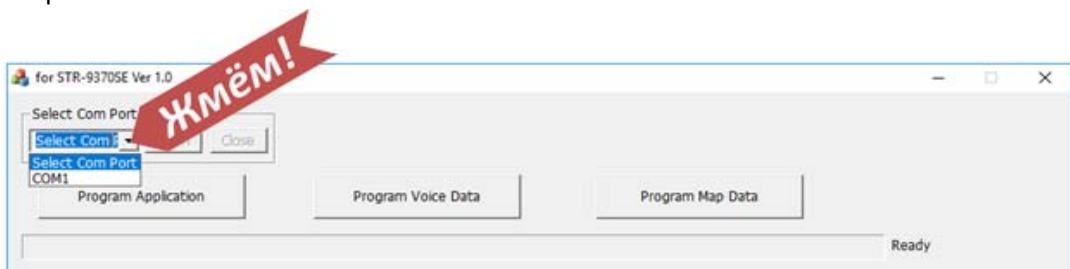 for STR-9370SE Ver 1.0
Жмём!
Select Com Port
Select Com P
Close
Select Com Port
COM1
Program Application
Program Voice Data
Program Map Data
Ready